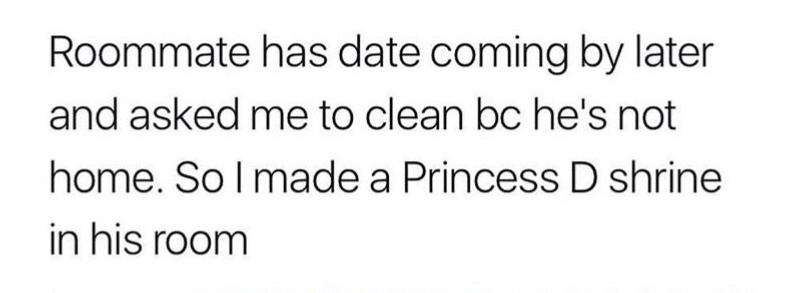 Roommate has date coming by later
and asked me to clean bc he's not
home. So I made a Princess D shrine
in his room